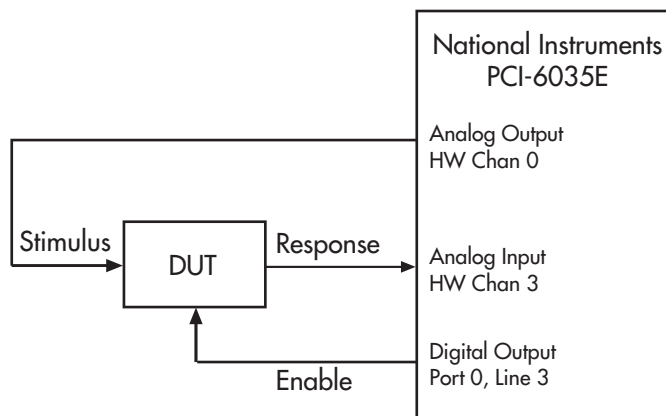 National Instruments
PCI-6035E
Analog Output
HW Chan 0
Stimulus
DUT
Response
Analog Input
HW Chan 3
Enable
Digital Output
Port 0, Line 3